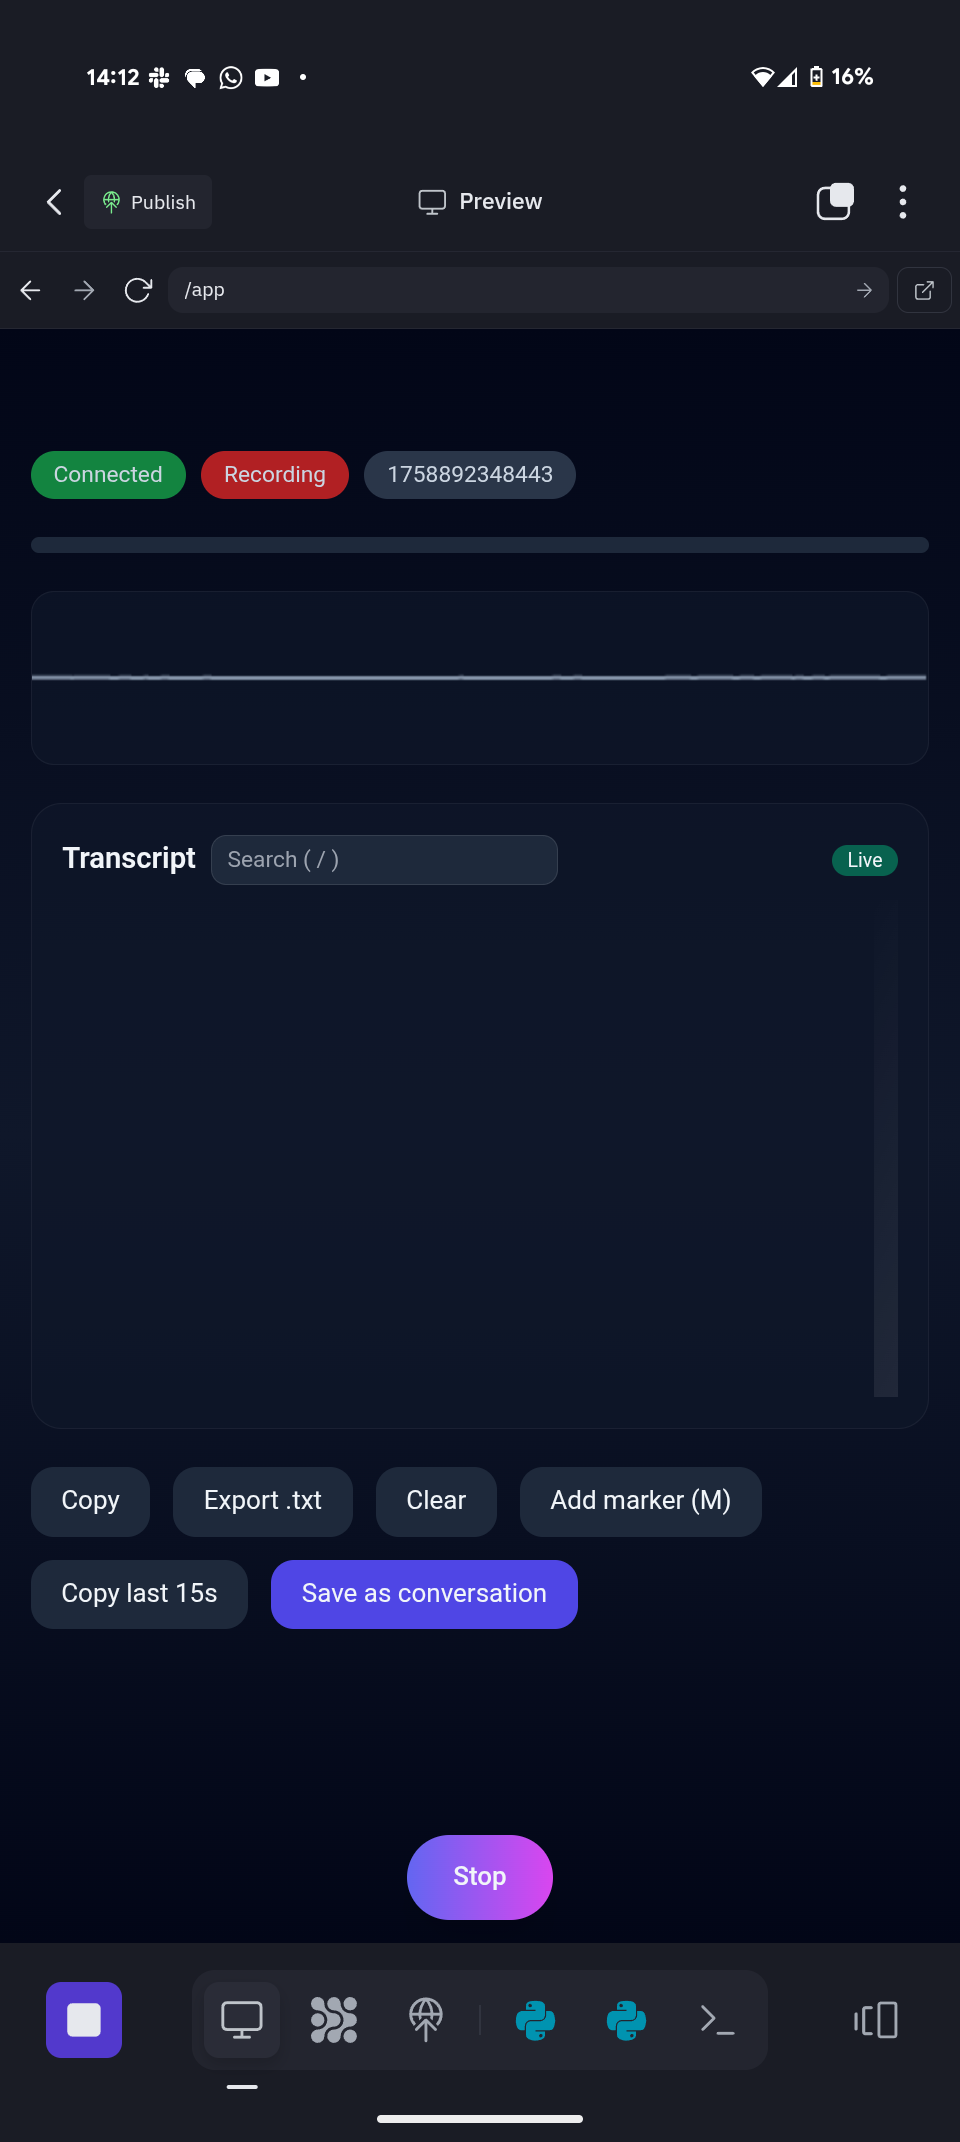 14:12
16%
Publish
Preview
/app
Connected
Recording
1758892348443
Transcript
Search ( / )
Live
Copy
Export .txt
Clear
Add marker (M)
Copy last 15s
Save as conversation
Stop